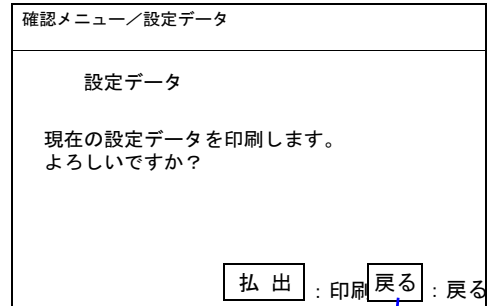 確認メニュー／設定データ
設定データ
現在の設定データを印刷します。
よろしいですか？
払 出 ：印刷 戻る ：戻る